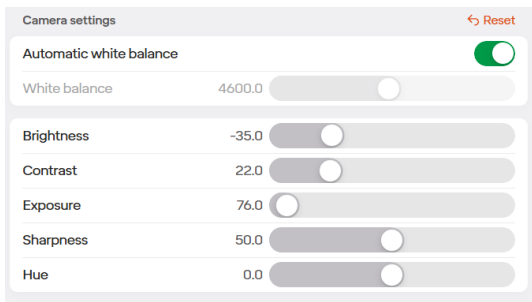 Camera settings Reset
Automatic white balance
White balance 4600.0
Brightness -35.0
Contrast 22.0
Exposure 76.0
Sharpness 50.0
Hue 0.0